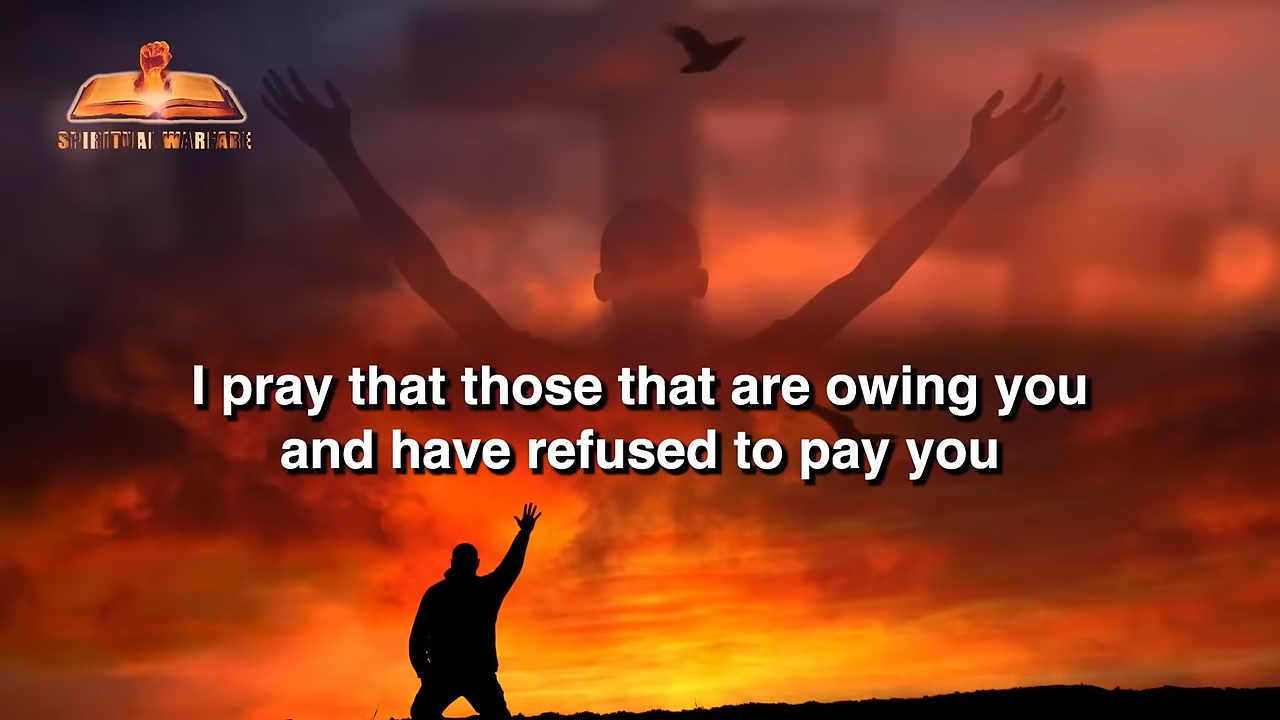 SPIRITUAL WARFARE
I pray that those that are owing you
and have refused to pay you